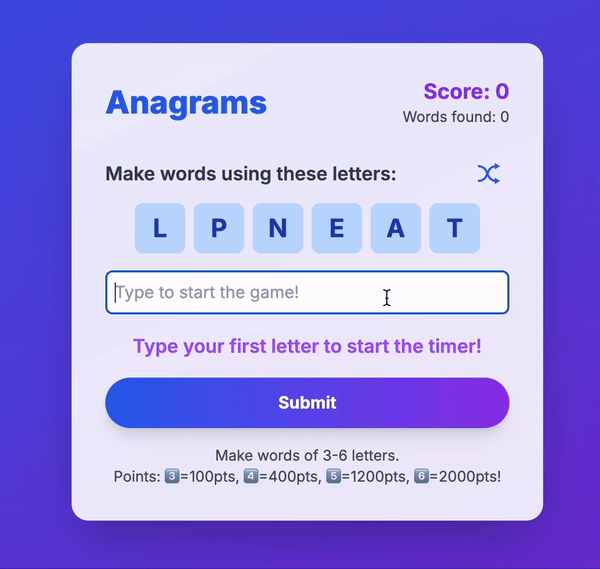 Anagrams
Score: 0
Words found: 0
Make words using these letters:
L P N E A T
Type to start the game!
Type your first letter to start the timer!
Submit
Make words of 3-6 letters.
Points: 3️⃣=100pts, 4️⃣=400pts, 5️⃣=1200pts, 6️⃣=2000pts!